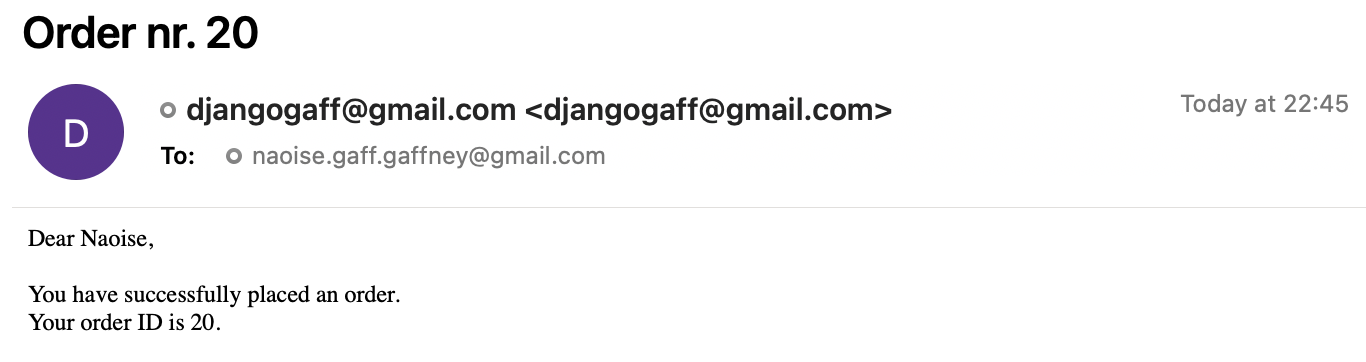 Order nr. 20
D
djangogaff@gmail.com <djangogaff@gmail.com>
Today at 22:45
To: naoise.gaff.gaffney@gmail.com
Dear Naoise,
You have successfully placed an order.
Your order ID is 20.